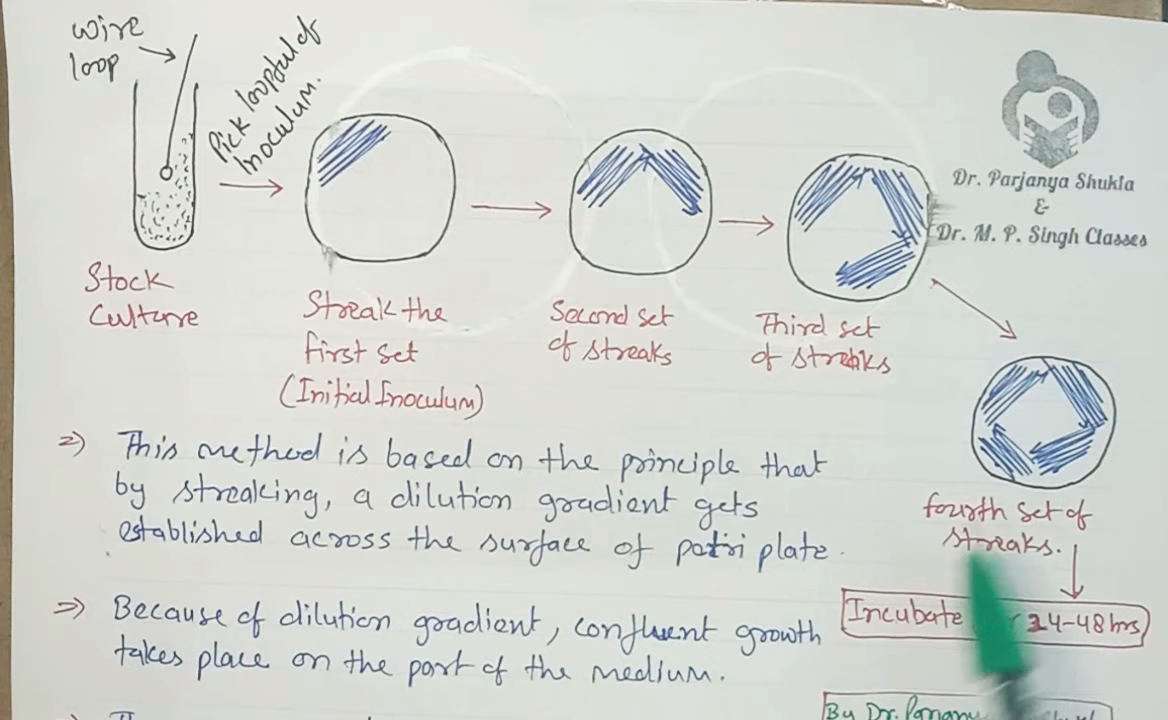 wire
loop
Pick loopful of
Inoculum.
Dr. Parjanya Shukla
&
Dr. M. P. Singh Classes
Stock
Culture
Streak the
first set
(Initial Inoculum)
Second set
of streaks
Third set
of streaks
fourth set of
streaks.
=) This method is based on the principle that
by streaking, a dilution gradient gets
established across the surface of patri plate.
Incubate 24-48 hrs
=) Because of dilution gradient, confluent growth
takes place on the part of the medium.
By Dr.